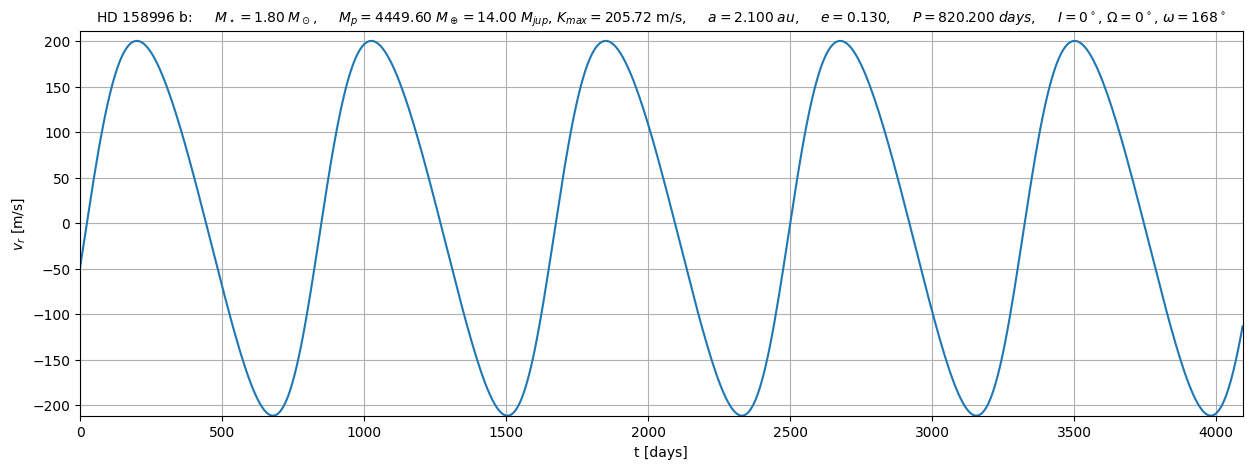 HD 158996 b: M⋆ = 1.80 M⊙, Mp = 4449.60 M⊕ = 14.00 Mjup, Kmax = 205.72 m/s, a = 2.100 au, e = 0.130, P = 820.200 days, I = 0°, Ω = 0°, ω = 168°
200
150
100
50
0
−50
−100
−150
−200
vr [m/s]
0 500 1000 1500 2000 2500 3000 3500 4000
t [days]